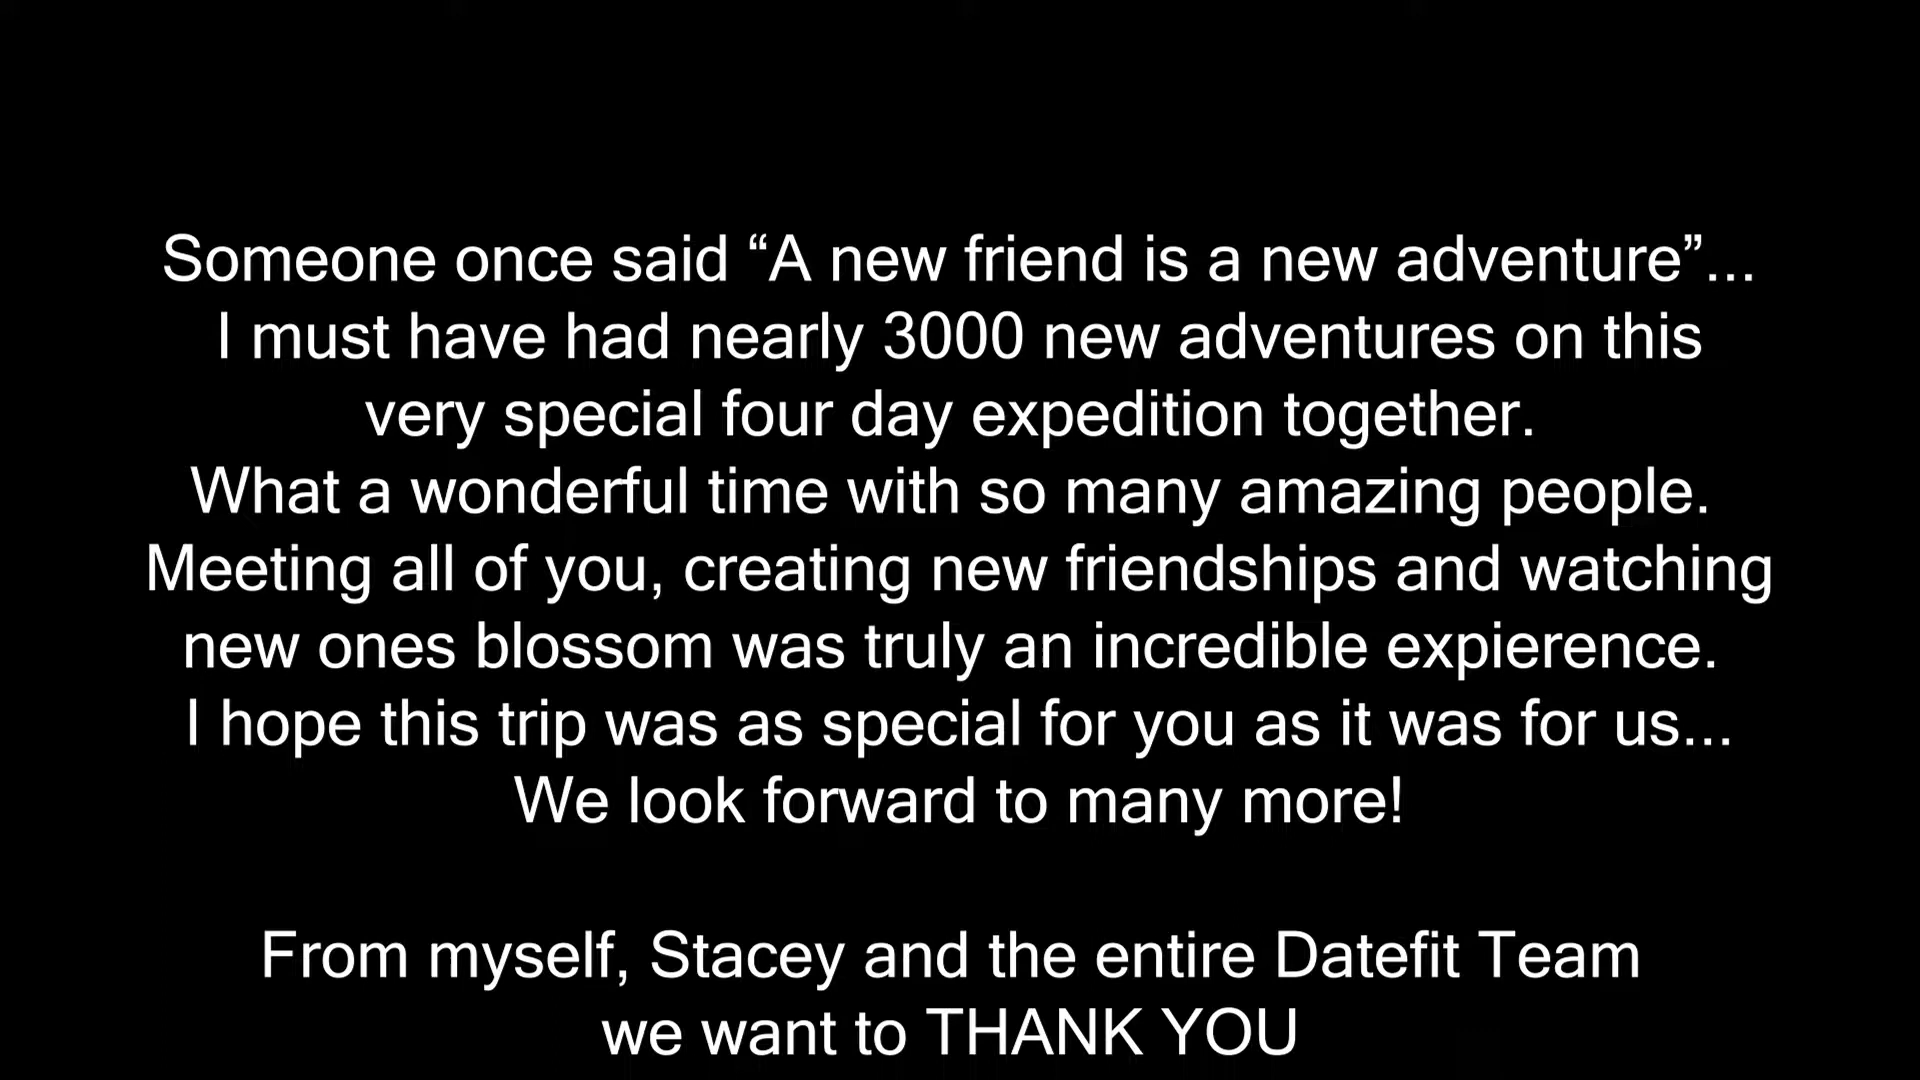 Someone once said “A new friend is a new adventure”...
I must have had nearly 3000 new adventures on this
very special four day expedition together.
What a wonderful time with so many amazing people.
Meeting all of you, creating new friendships and watching
new ones blossom was truly an incredible expierence.
I hope this trip was as special for you as it was for us...
We look forward to many more!
From myself, Stacey and the entire Datefit Team
we want to THANK YOU